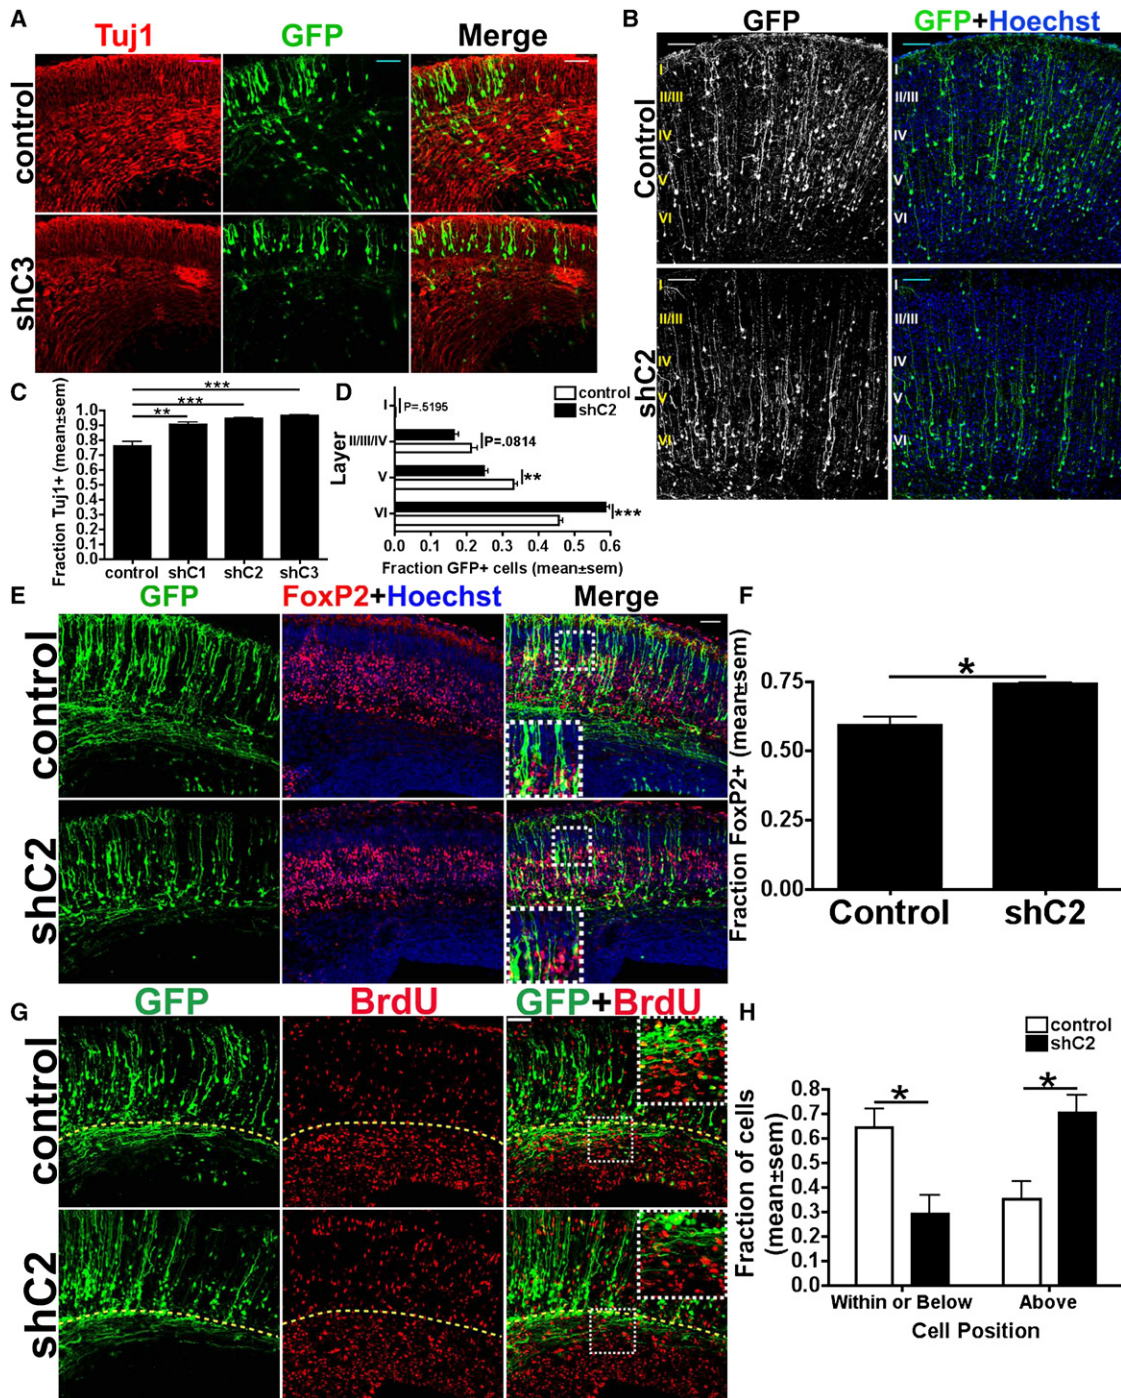 A
Tuj1 GFP Merge
control
shC3
B
GFP GFP+Hoechst
Control
I I
II/III II/III
IV IV
V V
VI VI
shC2
I I
II/III II/III
IV IV
V V
VI VI
C
Fraction Tuj1+ (mean±sem)
1.0
0.9
0.8
0.7
0.6
0.5
0.4
0.3
0.2
0.1
0.0
***
***
**
control shC1 shC2 shC3
D
control
shC2
Layer
I P=.5195
II/III/IV P=.0814
V **
VI ***
0.0 0.1 0.2 0.3 0.4 0.5 0.6
Fraction GFP+ cells (mean±sem)
E
GFP FoxP2+Hoechst Merge
control
shC2
F
Fraction FoxP2+ (mean±sem)
0.75
0.50
0.25
0.00
*
Control shC2
G
GFP BrdU GFP+BrdU
control
shC2
H
control
shC2
Fraction of cells
(mean±sem)
0.8
0.7
0.6
0.5
0.4
0.3
0.2
0.1
0.0
* *
Within or Below Above
Cell Position